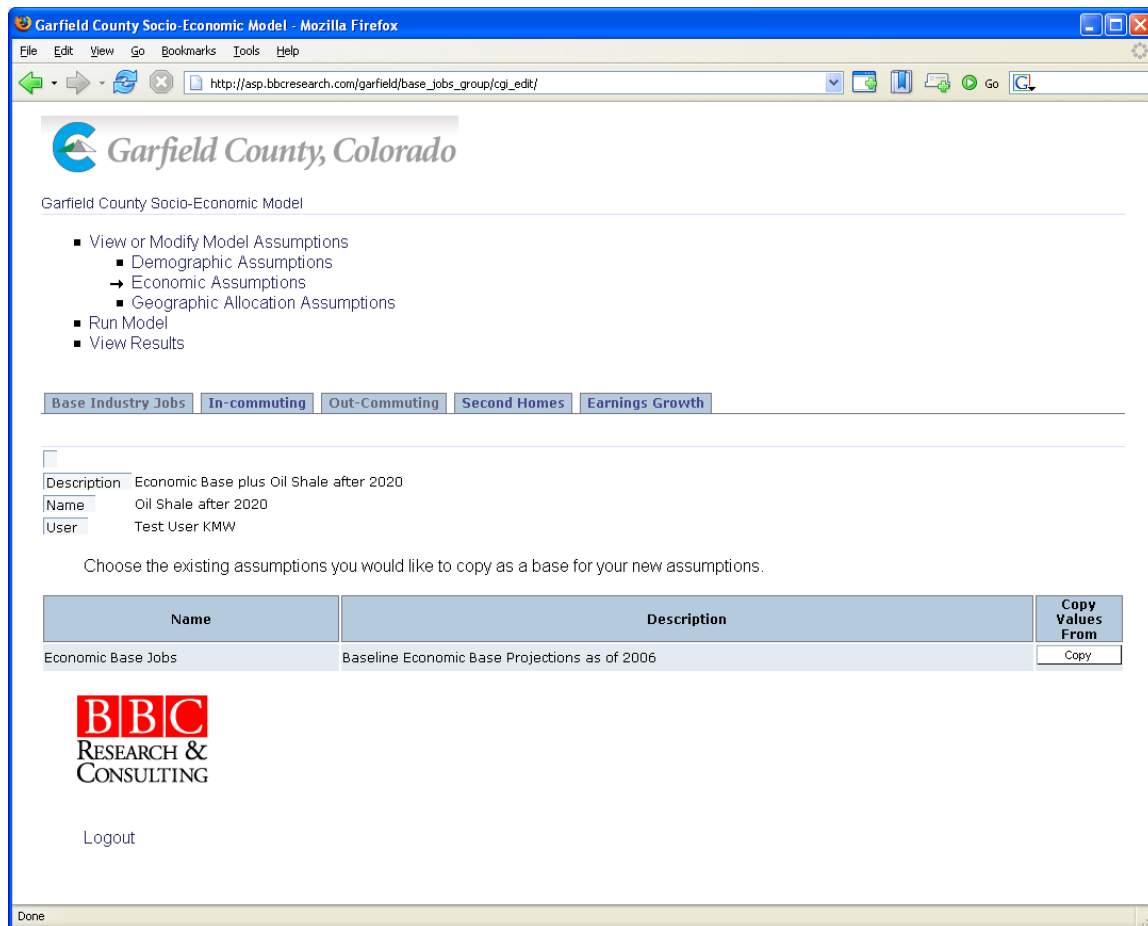 Garfield County Socio-Economic Model - Mozilla Firefox
File Edit View Go Bookmarks Tools Help
http://asp.bbcresearch.com/garfield/base_jobs_group/cgi_edit/ Go G
Garfield County, Colorado
Garfield County Socio-Economic Model
View or Modify Model Assumptions
Demographic Assumptions
Economic Assumptions
Geographic Allocation Assumptions
Run Model
View Results
Base Industry Jobs In-commuting Out-Commuting Second Homes Earnings Growth
Description Economic Base plus Oil Shale after 2020
Name Oil Shale after 2020
User Test User KMW
Choose the existing assumptions you would like to copy as a base for your new assumptions.
Name Description Copy Values From
Economic Base Jobs Baseline Economic Base Projections as of 2006 Copy
BBC
RESEARCH &
CONSULTING
Logout
Done